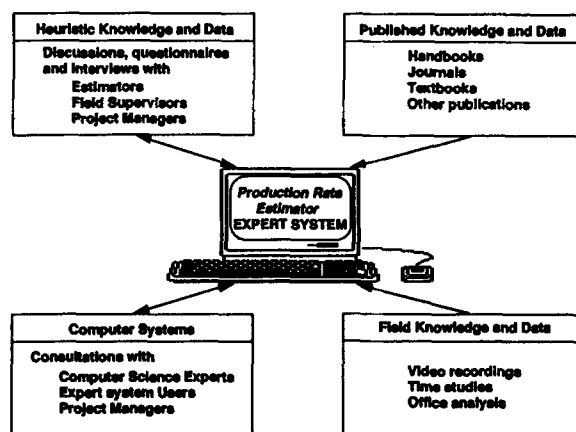 Heuristic Knowledge and Data
Discussions, questionnaires
and interviews with
Estimators
Field Supervisors
Project Managers
Published Knowledge and Data
Handbooks
Journals
Textbooks
Other publications
Production Rate
Estimator
EXPERT SYSTEM
Computer Systems
Consultations with
Computer Science Experts
Expert system Users
Project Managers
Field Knowledge and Data
Video recordings
Time studies
Office analysis